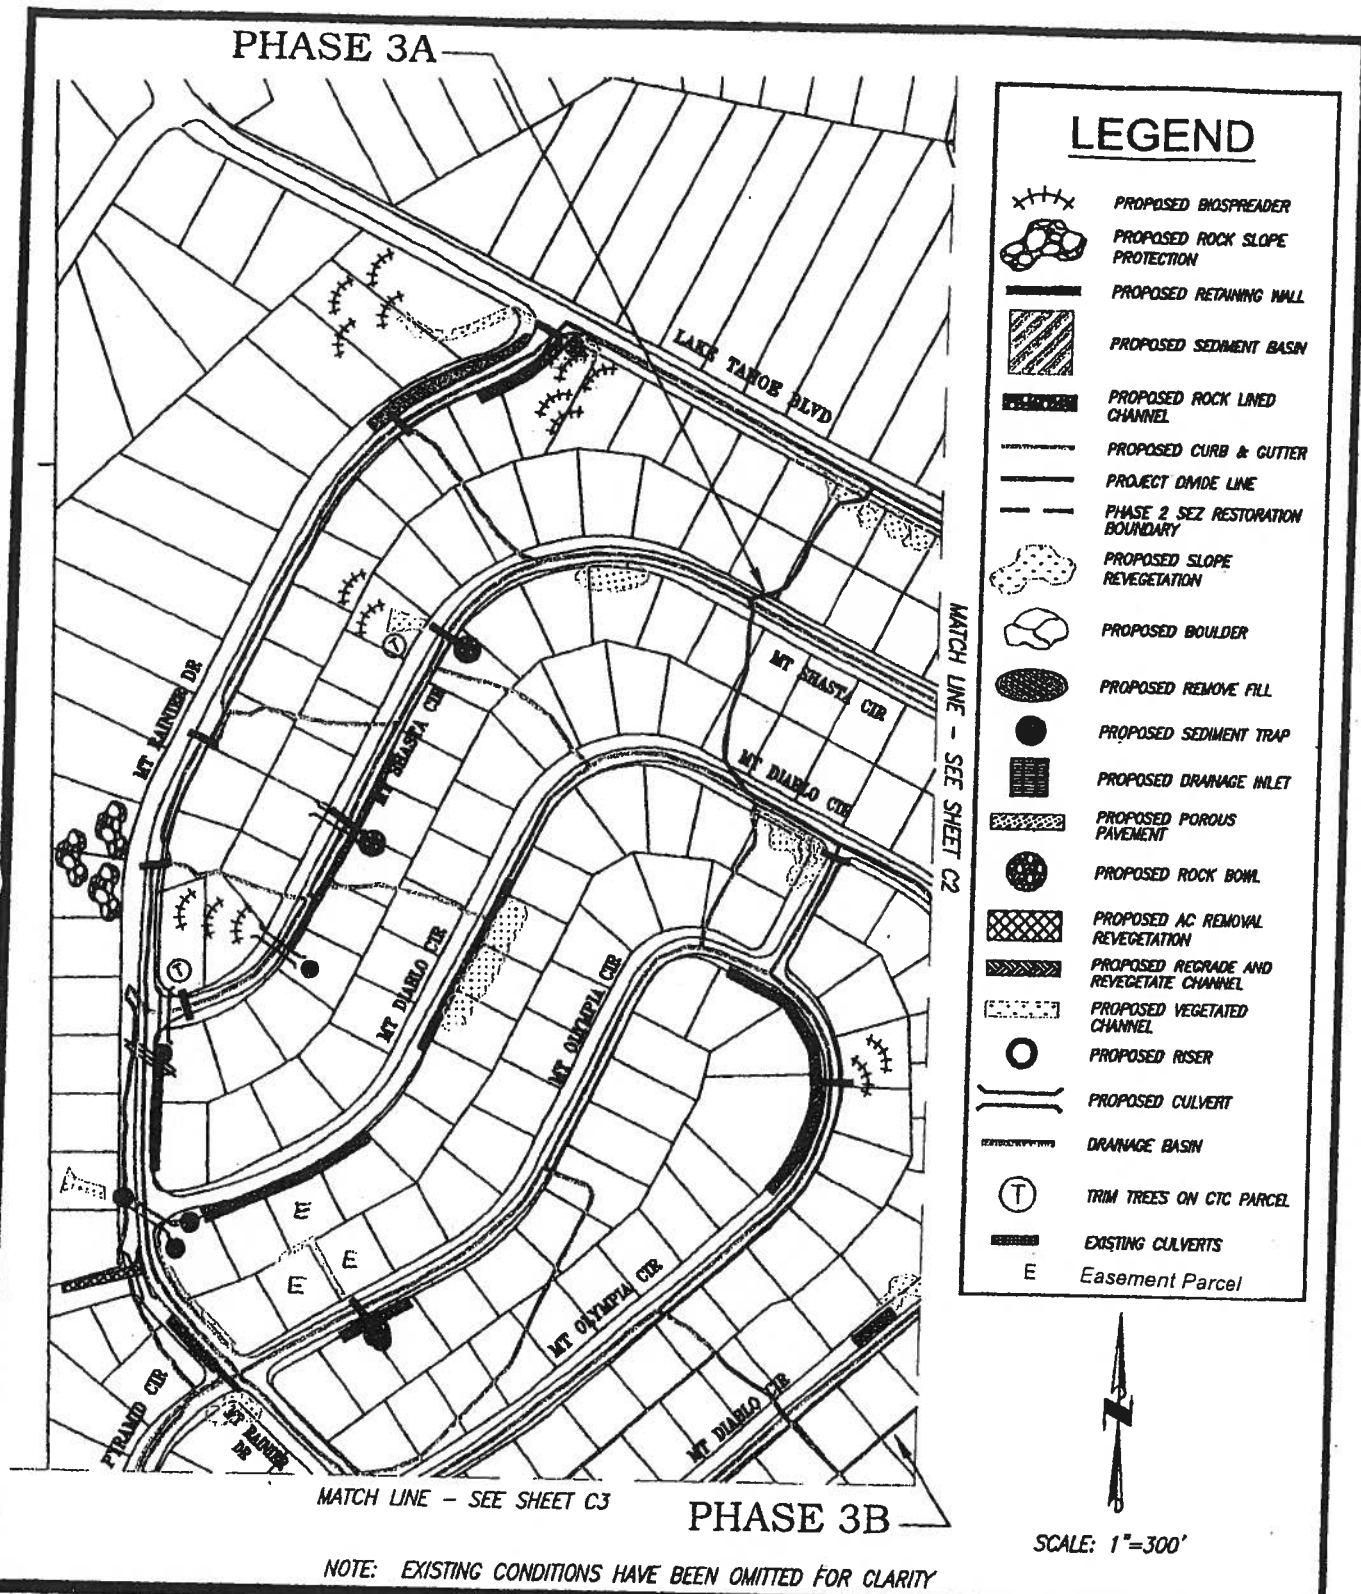 PHASE 3A
LEGEND
PROPOSED BIOSPREADER
PROPOSED ROCK SLOPE
PROTECTION
PROPOSED RETAINING WALL
PROPOSED SEDIMENT BASIN
PROPOSED ROCK LINED
CHANNEL
PROPOSED CURB & GUTTER
PROJECT DIVIDE LINE
PHASE 2 SEZ RESTORATION
BOUNDARY
PROPOSED SLOPE
REVEGETATION
PROPOSED BOULDER
PROPOSED REMOVE FILL
PROPOSED SEDIMENT TRAP
PROPOSED DRAINAGE INLET
PROPOSED POROUS
PAVEMENT
PROPOSED ROCK BOWL
PROPOSED AC REMOVAL
REVEGETATION
PROPOSED REGRADE AND
REVEGETATE CHANNEL
PROPOSED VEGETATED
CHANNEL
PROPOSED RISER
PROPOSED CULVERT
DRAINAGE BASIN
T
TRIM TREES ON CTC PARCEL
EXISTING CULVERTS
E Easement Parcel
LAKE TAHOE BLVD
MT RAINIER DR
T
MT SHASTA CIR
MT SHASTA CIR
MT DIABLO CIR
MATCH LINE - SEE SHEET C2
T
MT DIABLO CIR
MT OLYMPIA CIR
E
E
E
MT OLYMPIA CIR
PYRAMID CIR
MT RAINIER
DR
MT DIABLO CIR
MATCH LINE - SEE SHEET C3
PHASE 3B
N
SCALE: 1"=300'
NOTE: EXISTING CONDITIONS HAVE BEEN OMITTED FOR CLARITY